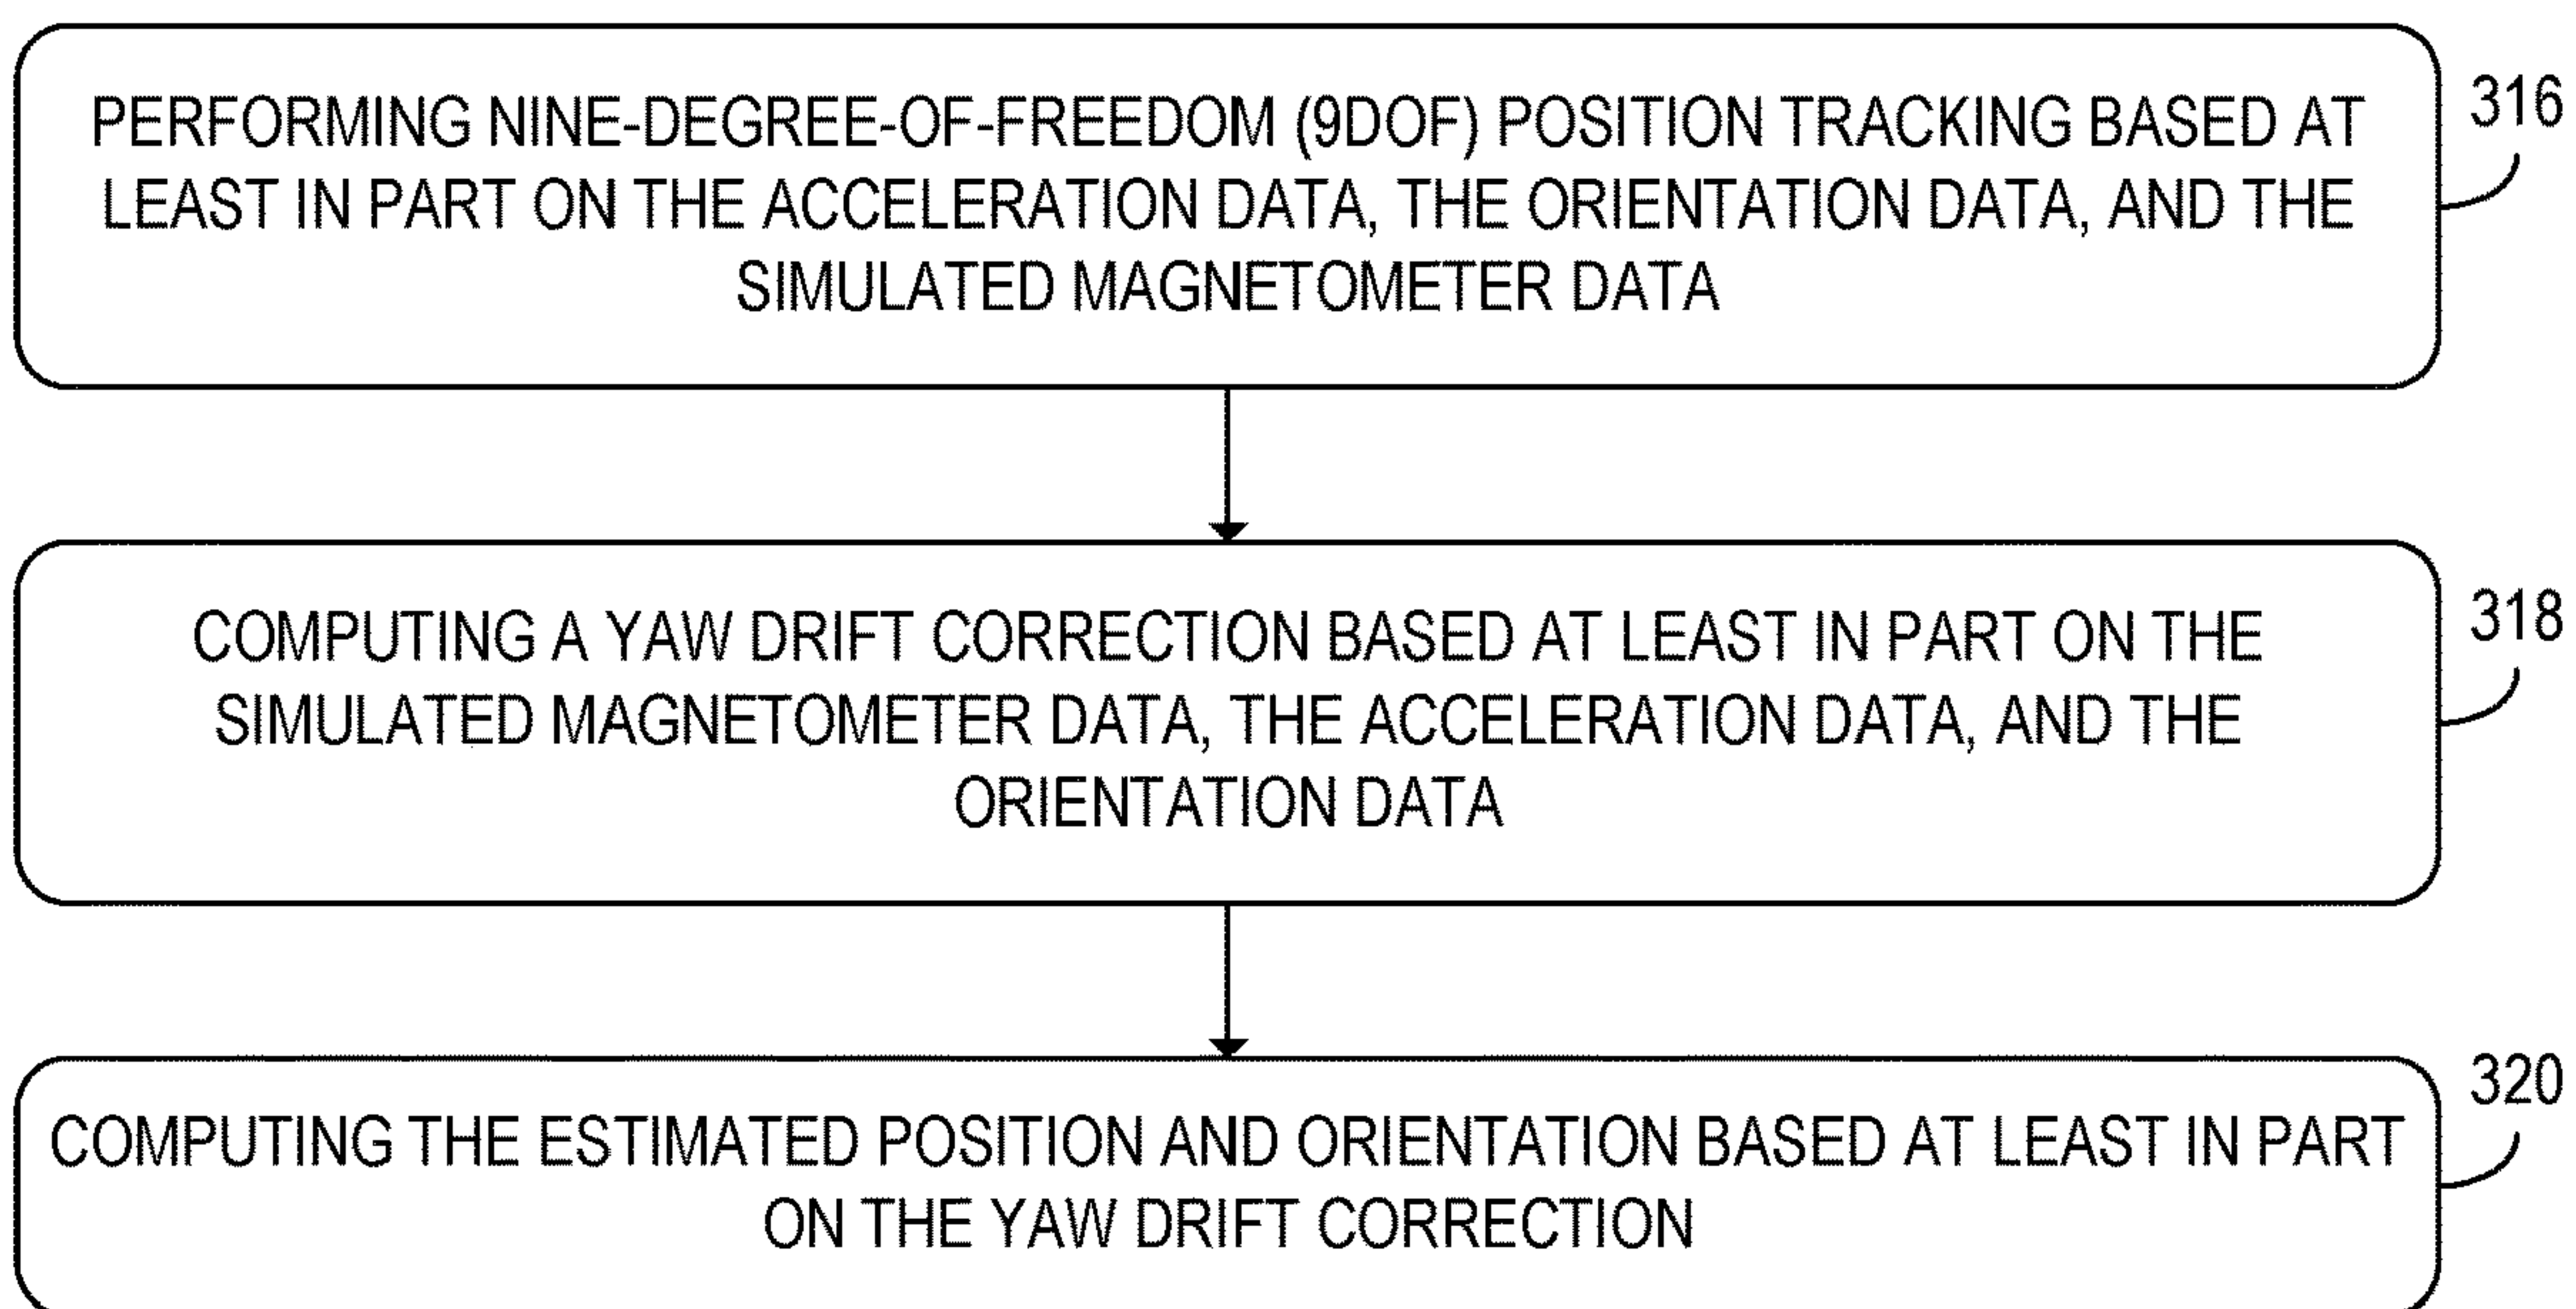 PERFORMING NINE-DEGREE-OF-FREEDOM (9DOF) POSITION TRACKING BASED AT
LEAST IN PART ON THE ACCELERATION DATA, THE ORIENTATION DATA, AND THE
SIMULATED MAGNETOMETER DATA
316
COMPUTING A YAW DRIFT CORRECTION BASED AT LEAST IN PART ON THE
SIMULATED MAGNETOMETER DATA, THE ACCELERATION DATA, AND THE
ORIENTATION DATA
318
COMPUTING THE ESTIMATED POSITION AND ORIENTATION BASED AT LEAST IN PART
ON THE YAW DRIFT CORRECTION
320